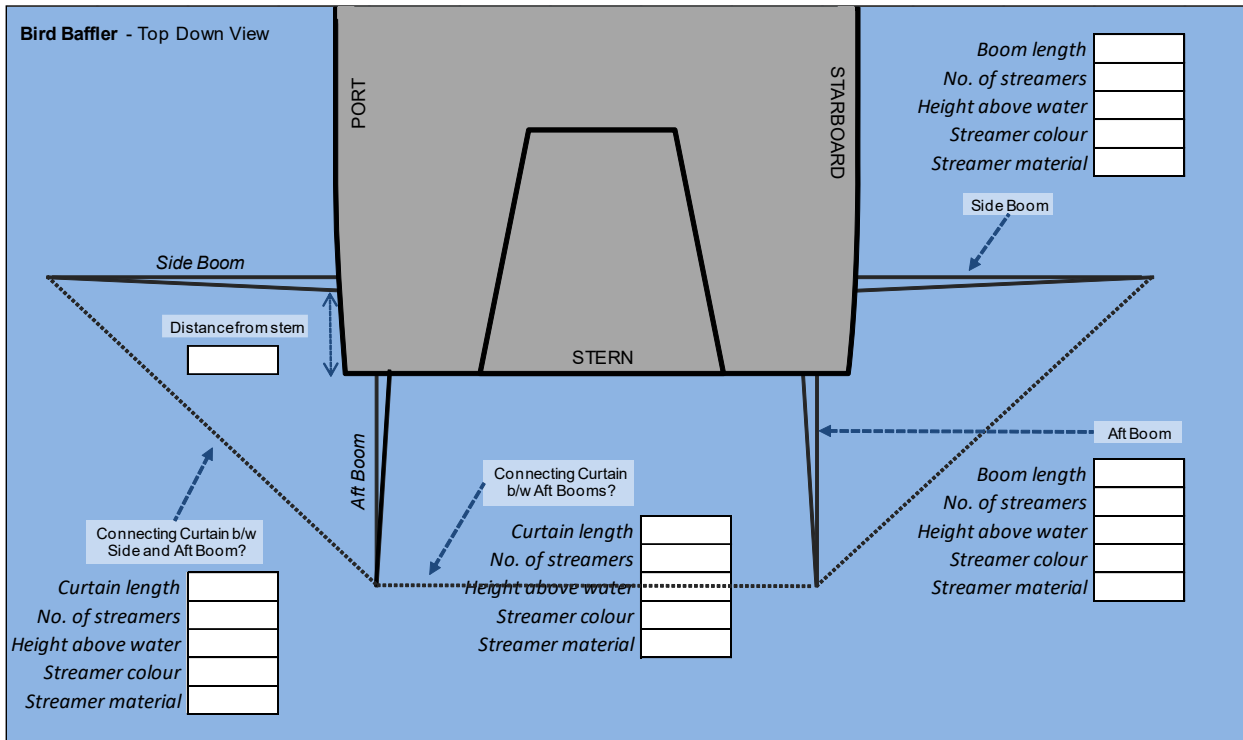 Bird Baffler - Top Down View
PORT
STARBOARD
Boom length
No. of streamers
Height above water
Streamer colour
Streamer material
Side Boom
Side Boom
Distance from stern
STERN
Aft Boom
Aft Boom
Connecting Curtain
b/w Aft Booms?
Boom length
No. of streamers
Height above water
Streamer colour
Streamer material
Connecting Curtain b/w
Side and Aft Boom?
Curtain length
No. of streamers
Height above water
Streamer colour
Streamer material
Curtain length
No. of streamers
Height above water
Streamer colour
Streamer material